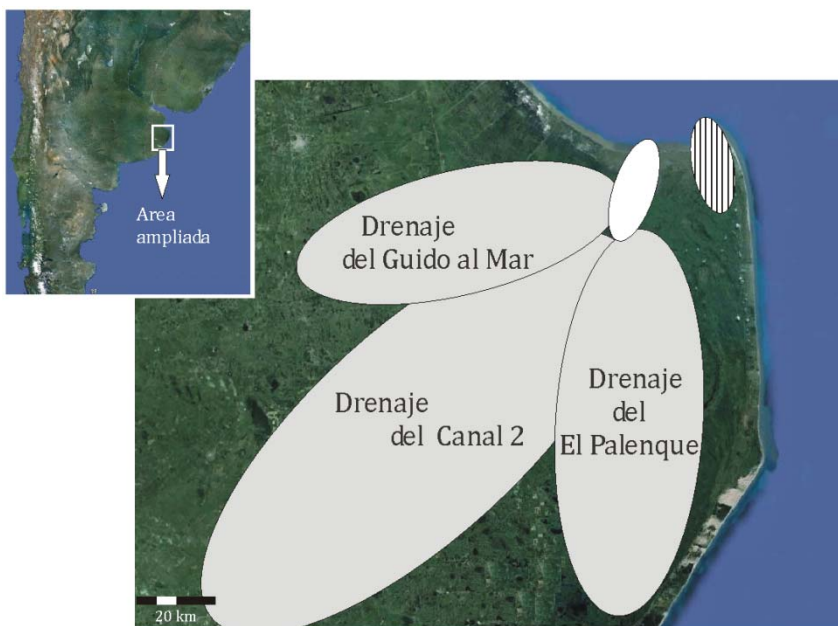 Area
ampliada
Drenaje
del Guido al Mar
Drenaje
del Canal 2
Drenaje
del
El Palenque
20 km